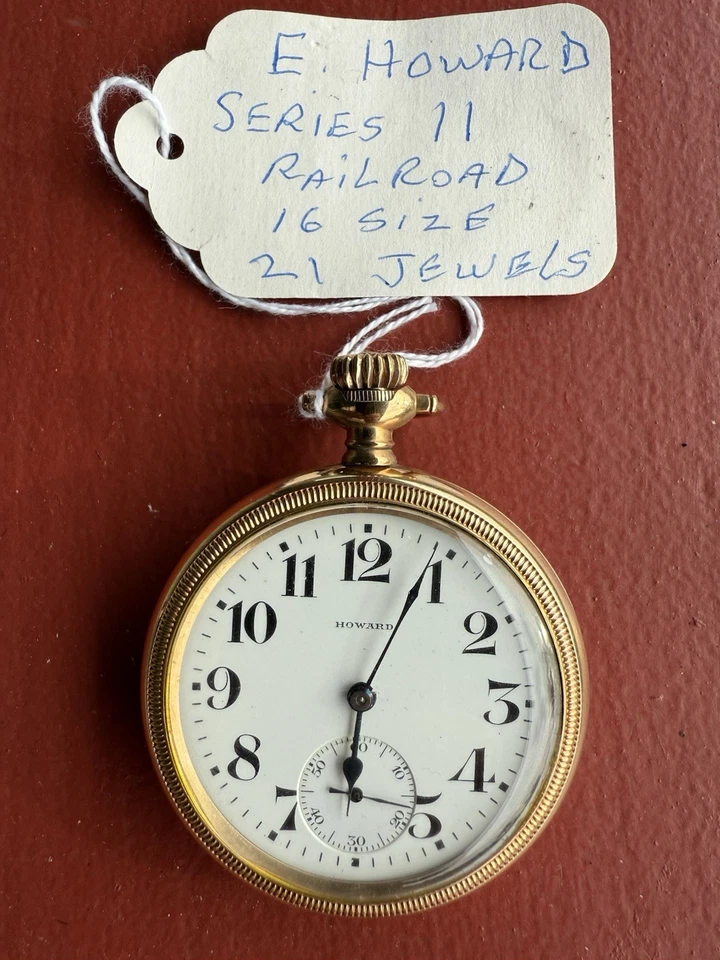 E. HOWARD
SERIES 11
RAILROAD
16 SIZE
21 JEWELS
12
11 1
10 2
HOWARD
9 3
8 4
7 5
60
50 10
40 20
30